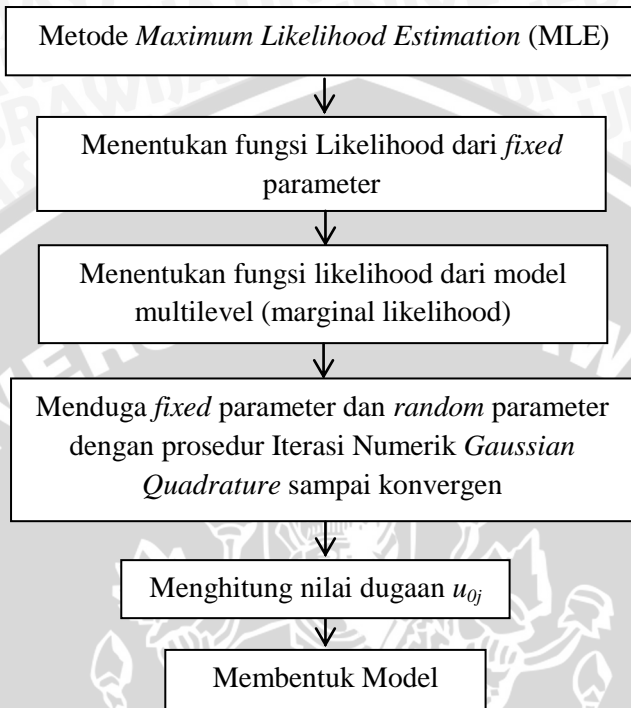 Metode Maximum Likelihood Estimation (MLE)
Menentukan fungsi Likelihood dari fixed
parameter
Menentukan fungsi likelihood dari model
multilevel (marginal likelihood)
Menduga fixed parameter dan random parameter
dengan prosedur Iterasi Numerik Gaussian
Quadrature sampai konvergen
Menghitung nilai dugaan u0j
Membentuk Model